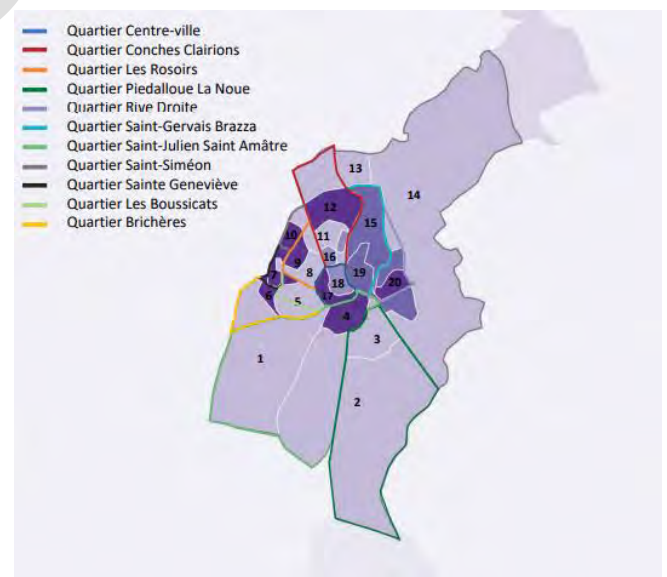 Quartier Centre-ville
Quartier Conches Clairions
Quartier Les Rosoirs
Quartier Piedalloue La Noue
Quartier Rive Droite
Quartier Saint-Gervais Brazza
Quartier Saint-Julien Saint Amâtre
Quartier Saint-Siméon
Quartier Sainte Geneviève
Quartier Les Boussicats
Quartier Brichères
13
14
12
15
10
11
16
9
8
19
7
18
20
6
5
17
4
3
1
2